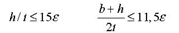 h/t ≤ 15ε    (b+h)/2t ≤ 11,5ε